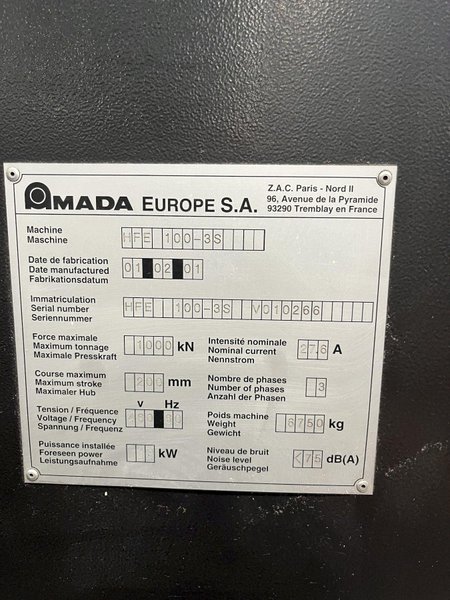 AMADA EUROPE S.A.
Z.A.C. Paris - Nord II
96, Avenue de la Pyramide
93290 Tremblay en France
Machine
Maschine
HFE 100-3S
Date de fabrication
Date manufactured
Fabrikationsdatum
01 02 01
Immatriculation
Serial number
Seriennummer
HFE 100-3S V010266
Force maximale
Maximum tonnage
Maximale Presskraft
1000 kN
Intensité nominale
Nominal current
Nennstrom
27.6 A
Course maximum
Maximum stroke
Maximaler Hub
200 mm
Nombre de phases
Number of phases
Anzahl der Phasen
3
V Hz
Tension / Fréquence
Voltage / Frequency
Spannung / Frequenz
Poids machine
Weight
Gewicht
6750 kg
Puissance installée
Foreseen power
Leistungsaufnahme
kW
Niveau de bruit
Noise level
Geräuschpegel
<75 dB(A)